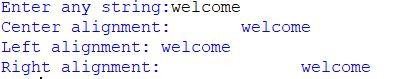 Enter any string:welcome
Center alignment:       welcome
Left alignment: welcome
Right alignment:              welcome